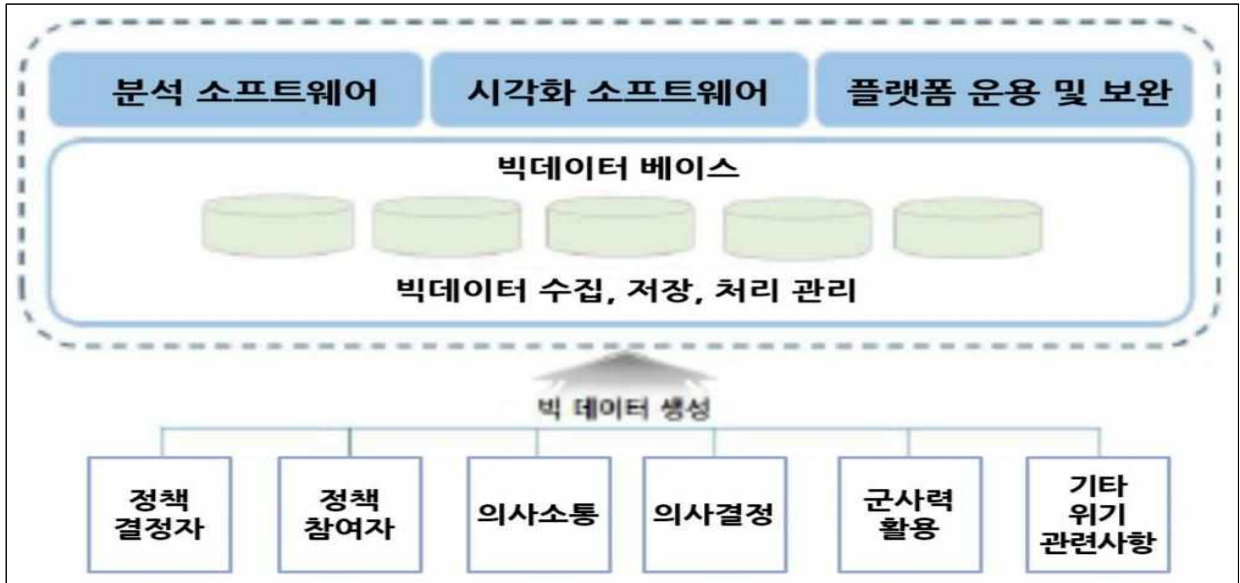 분석 소프트웨어
시각화 소프트웨어
플랫폼 운용 및 보완
빅데이터 베이스
빅데이터 수집, 저장, 처리 관리
빅 데이터 생성
정책
결정자
정책
참여자
의사소통
의사결정
군사력
활용
기타
위기
관련사항